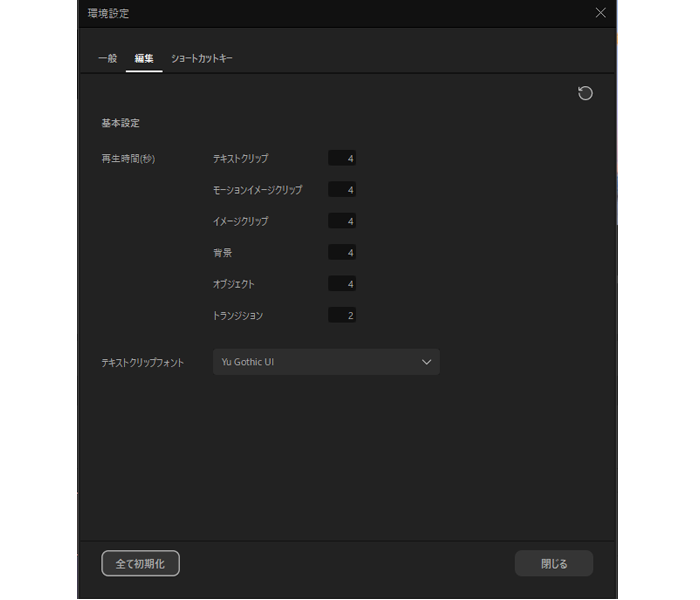 環境設定
一般 編集 ショートカットキー
基本設定
再生時間(秒) テキストクリップ 4
モーションイメージクリップ 4
イメージクリップ 4
背景 4
オブジェクト 4
トランジション 2
テキストクリップフォント Yu Gothic UI
全て初期化 閉じる